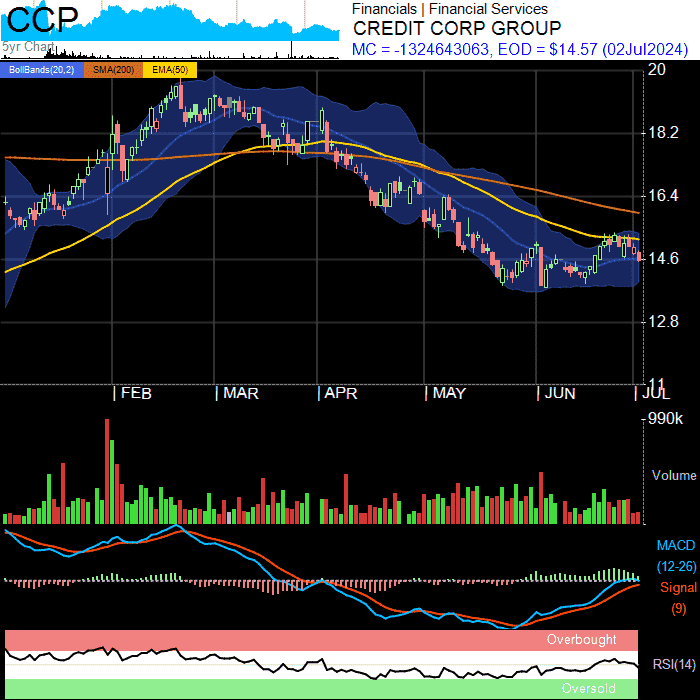 CCP
5yr Chart
Financials | Financial Services
CREDIT CORP GROUP
MC = -1324643063, EOD = $14.57 (02Jul2024)
BollBands(20,2) SMA(200) EMA(50)
20
18.2
16.4
14.6
12.8
11
FEB MAR APR MAY JUN JUL
990k
Volume
MACD
(12-26)
Signal
(9)
Overbought
RSI(14)
Oversold